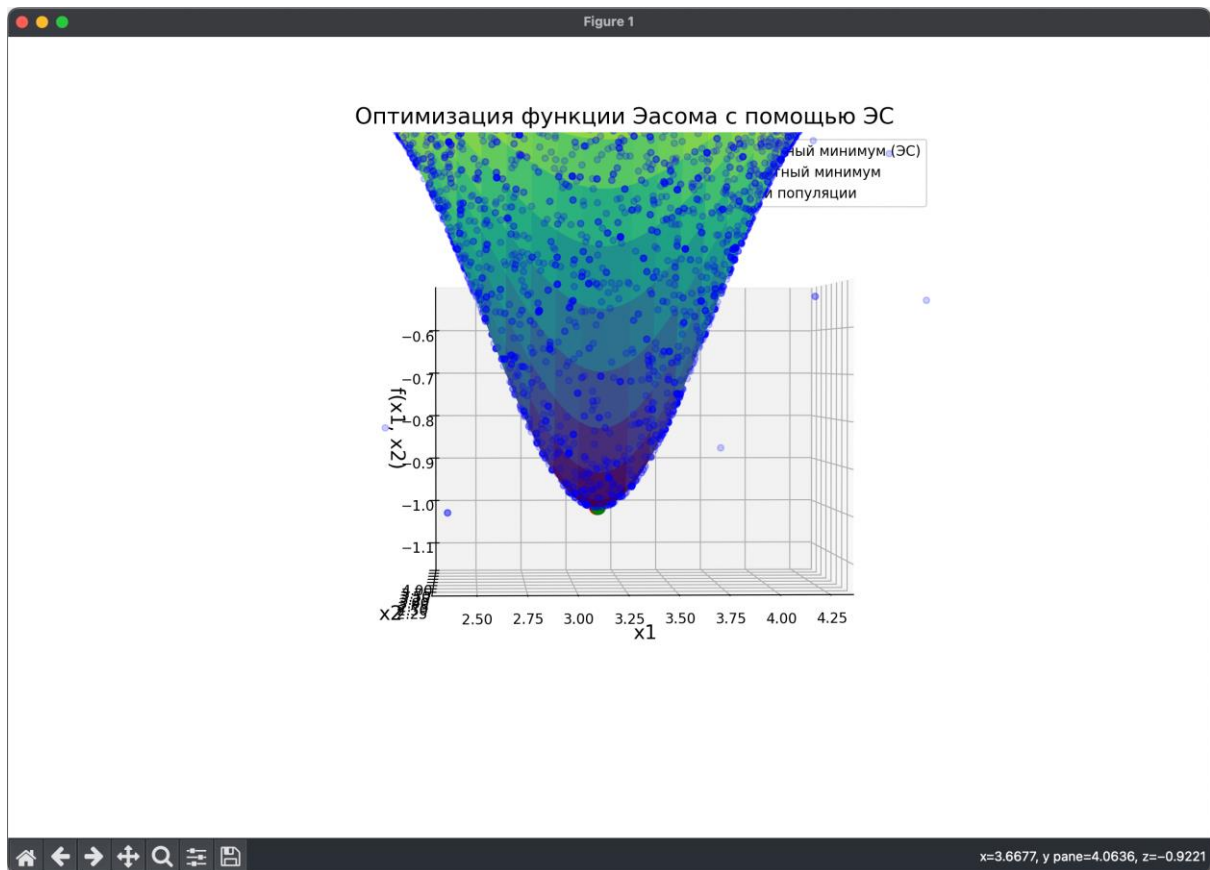 Figure 1
Оптимизация функции Эасома с помощью ЭС
ный минимум (ЭС)
тный минимум
популяции
−0.6
−0.7
−0.8
−0.9
−1.0
−1.1
f(x1, x2)
x2
2.50 2.75 3.00 3.25 3.50 3.75 4.00 4.25
x1
x=3.6677, y pane=4.0636, z=−0.9221